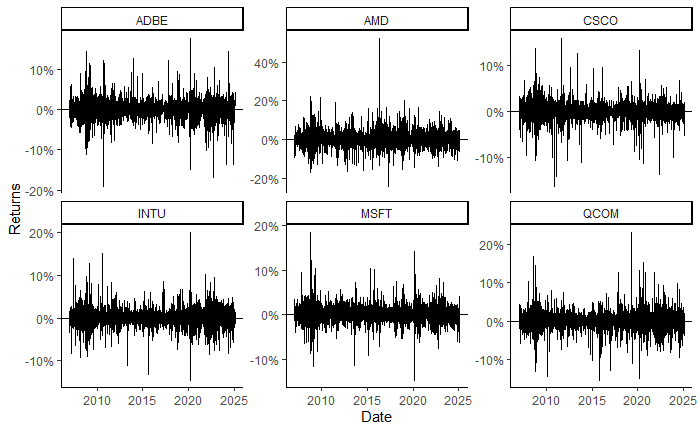 ADBE AMD CSCO
10% 40% 10%
0% 20% 0%
-10% 0% -10%
-20% -20%
Returns
INTU MSFT QCOM
20% 20% 20%
10% 10% 10%
0% 0% 0%
-10% -10% -10%
2010 2015 2020 2025 2010 2015 2020 2025 2010 2015 2020 2025
Date